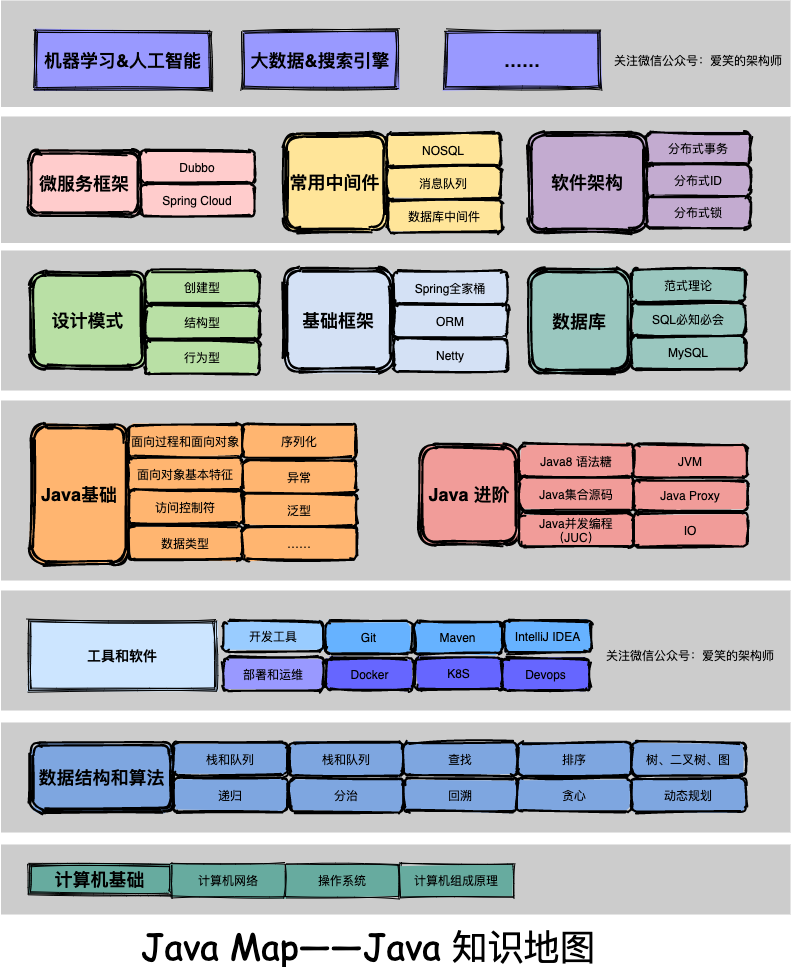 机器学习&人工智能
大数据&搜索引擎
......
关注微信公众号：爱笑的架构师
微服务框架
Dubbo
Spring Cloud
常用中间件
NOSQL
消息队列
数据库中间件
软件架构
分布式事务
分布式ID
分布式锁
设计模式
创建型
结构型
行为型
基础框架
Spring全家桶
ORM
Netty
数据库
范式理论
SQL必知必会
MySQL
Java基础
面向过程和面向对象
序列化
面向对象基本特征
异常
访问控制符
泛型
数据类型
......
Java 进阶
Java8 语法糖
JVM
Java集合源码
Java Proxy
Java并发编程
（JUC）
IO
工具和软件
开发工具
Git
Maven
IntelliJ IDEA
部署和运维
Docker
K8S
Devops
关注微信公众号：爱笑的架构师
数据结构和算法
栈和队列
栈和队列
查找
排序
树、二叉树、图
递归
分治
回溯
贪心
动态规划
计算机基础
计算机网络
操作系统
计算机组成原理
Java Map——Java 知识地图